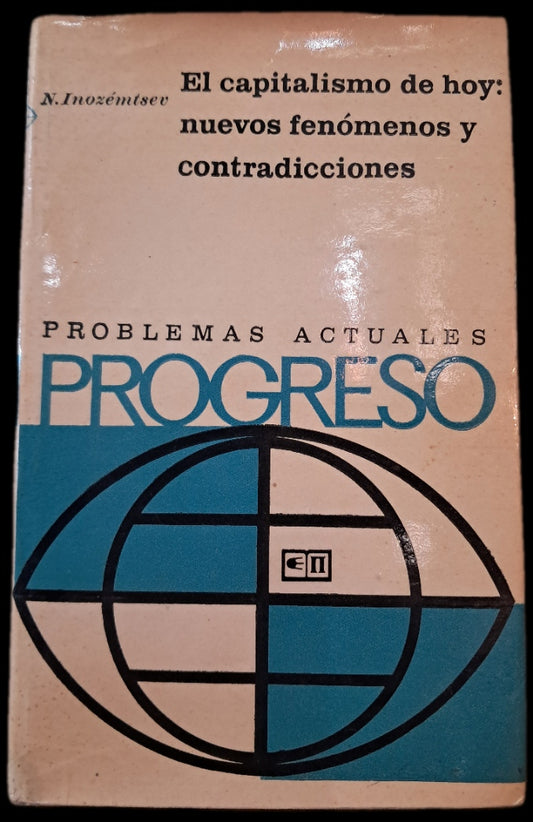 N. Inozémtsev
El capitalismo de hoy:
nuevos fenómenos y
contradicciones
PROBLEMAS ACTUALES
PROGRESO
П